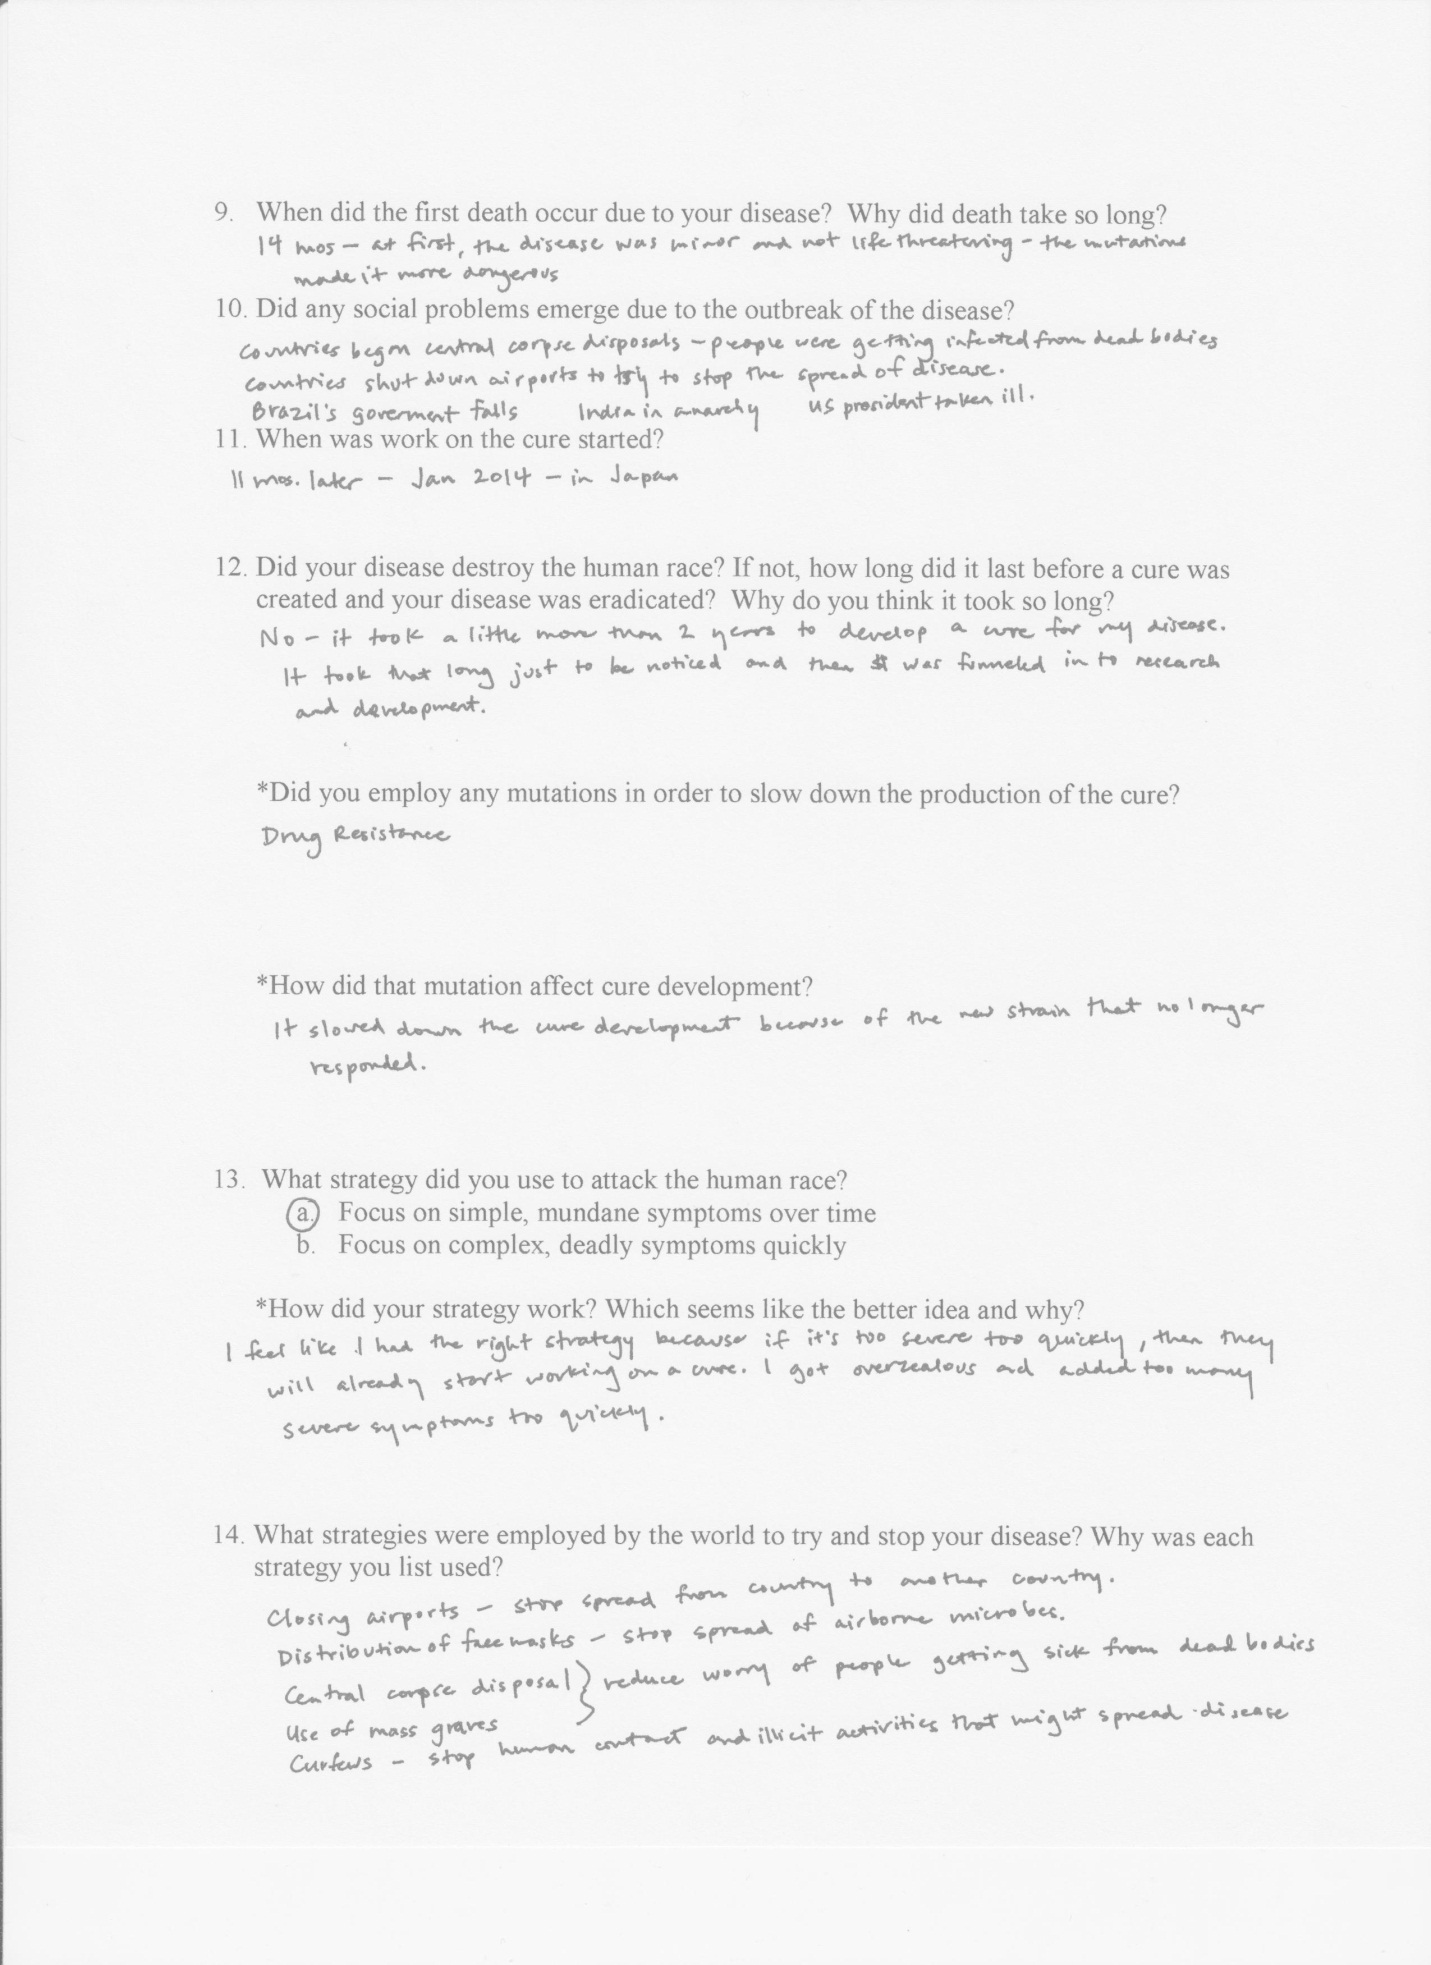 9. When did the first death occur due to your disease? Why did death take so long?
14 mos – at first, the disease was minor and not life threatening – the mutations
made it more dangerous
10. Did any social problems emerge due to the outbreak of the disease?
Countries began central corpse disposals – people were getting infected from dead bodies
Countries shut down airports to try to stop the spread of disease.
Brazil's goverment falls India in anarchy US president taken ill.
11. When was work on the cure started?
11 mos. later – Jan 2014 – in Japan
12. Did your disease destroy the human race? If not, how long did it last before a cure was
created and your disease was eradicated? Why do you think it took so long?
No – it took a little more than 2 years to develop a cure for my disease.
It took that long just to be noticed and then $ was funneled in to research
and development.
*Did you employ any mutations in order to slow down the production of the cure?
Drug Resistance
*How did that mutation affect cure development?
It slowed down the cure development because of the new strain that no longer
responded.
13. What strategy did you use to attack the human race?
a. Focus on simple, mundane symptoms over time
b. Focus on complex, deadly symptoms quickly
*How did your strategy work? Which seems like the better idea and why?
I feel like I had the right strategy because if it's too severe too quickly, then they
will already start working on a cure. I got overzealous and added too many
severe symptoms too quickly.
14. What strategies were employed by the world to try and stop your disease? Why was each
strategy you list used?
Closing airports – stop spread from country to another country.
Distribution of face masks – stop spread of airborne microbes.
Central corpse disposal } reduce worry of people getting sick from dead bodies
Use of mass graves
Curfews – stop human contact and illicit activities that might spread disease